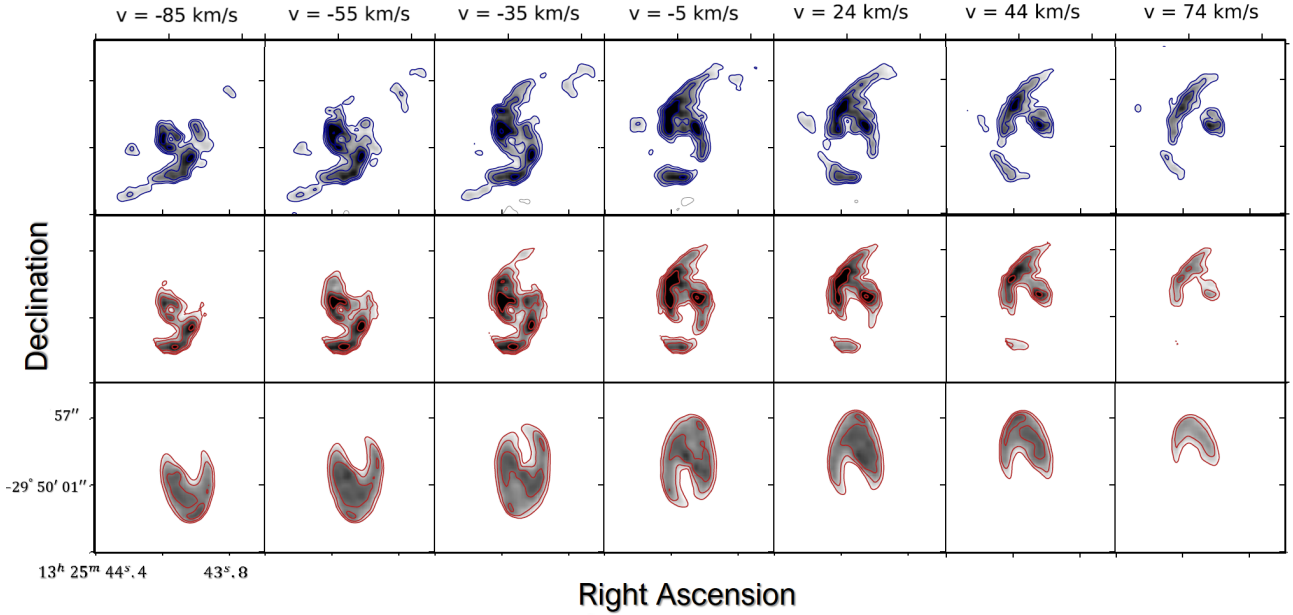 v = -85 km/s v = -55 km/s v = -35 km/s v = -5 km/s v = 24 km/s v = 44 km/s v = 74 km/s
Declination
57″
-29° 50′ 01″
13ʰ 25ᵐ 44ˢ.4 43ˢ.8
Right Ascension